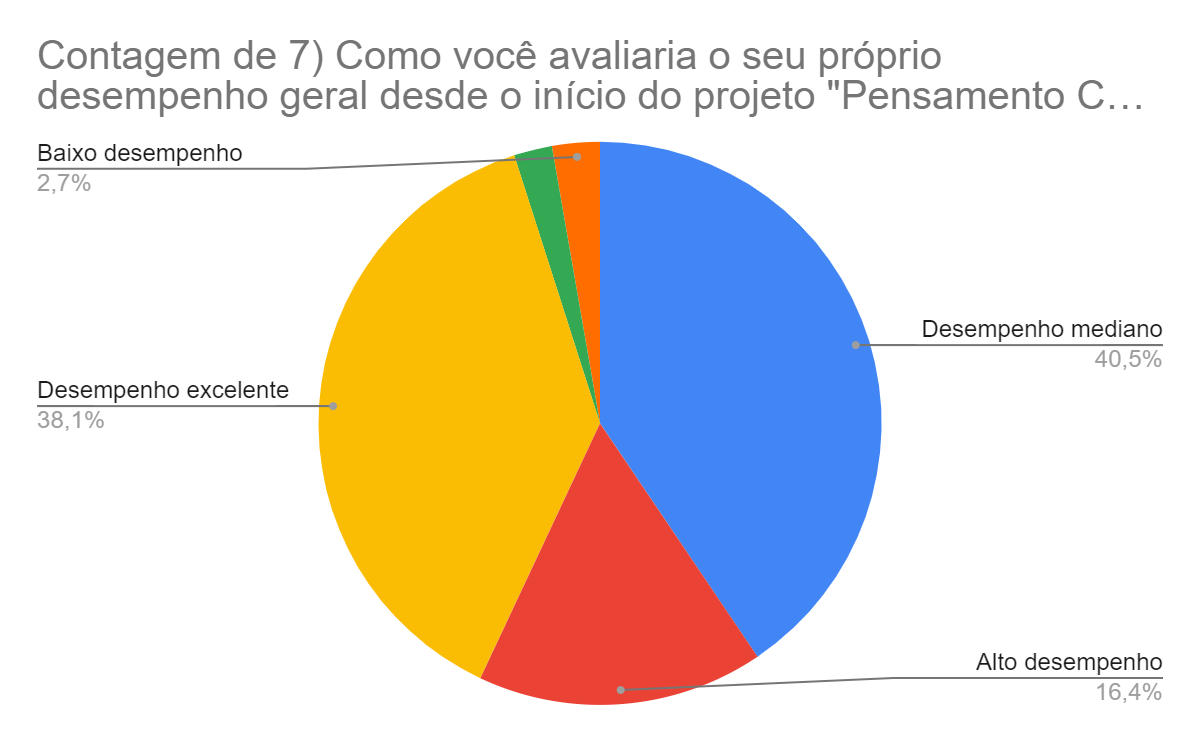 Contagem de 7) Como você avaliaria o seu próprio
desempenho geral desde o início do projeto "Pensamento C…
Baixo desempenho
2,7%
Desempenho mediano
40,5%
Desempenho excelente
38,1%
Alto desempenho
16,4%